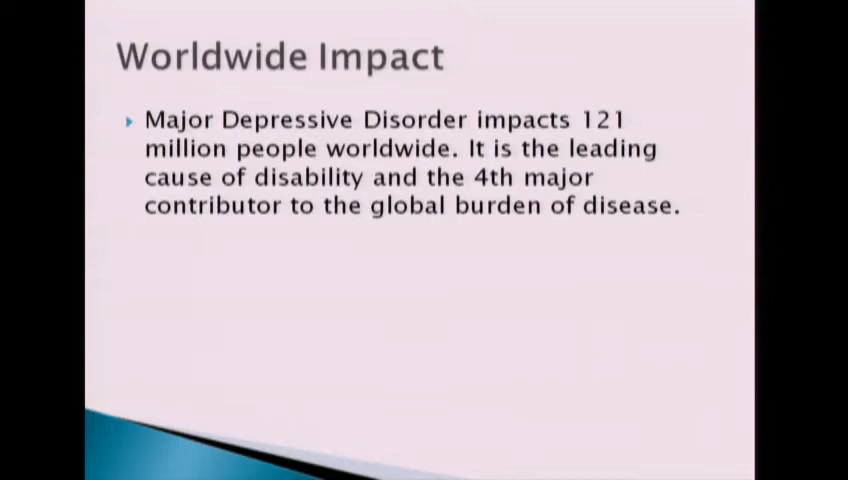 Worldwide Impact
Major Depressive Disorder impacts 121
million people worldwide. It is the leading
cause of disability and the 4th major
contributor to the global burden of disease.